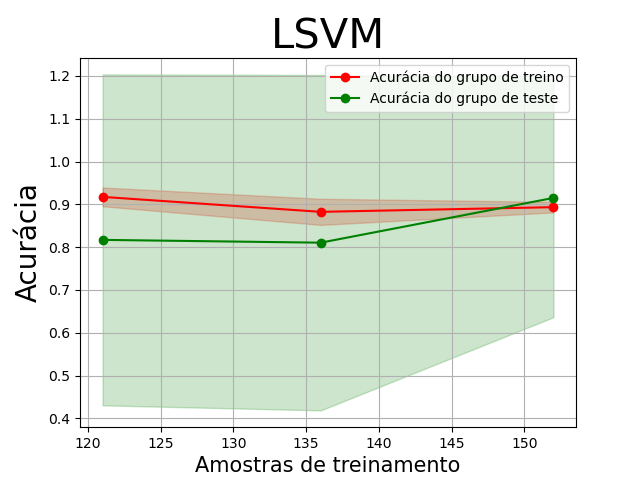 LSVM
Acurácia do grupo de treino
Acurácia do grupo de teste
Acurácia
1.2
1.1
1.0
0.9
0.8
0.7
0.6
0.5
0.4
120 125 130 135 140 145 150
Amostras de treinamento